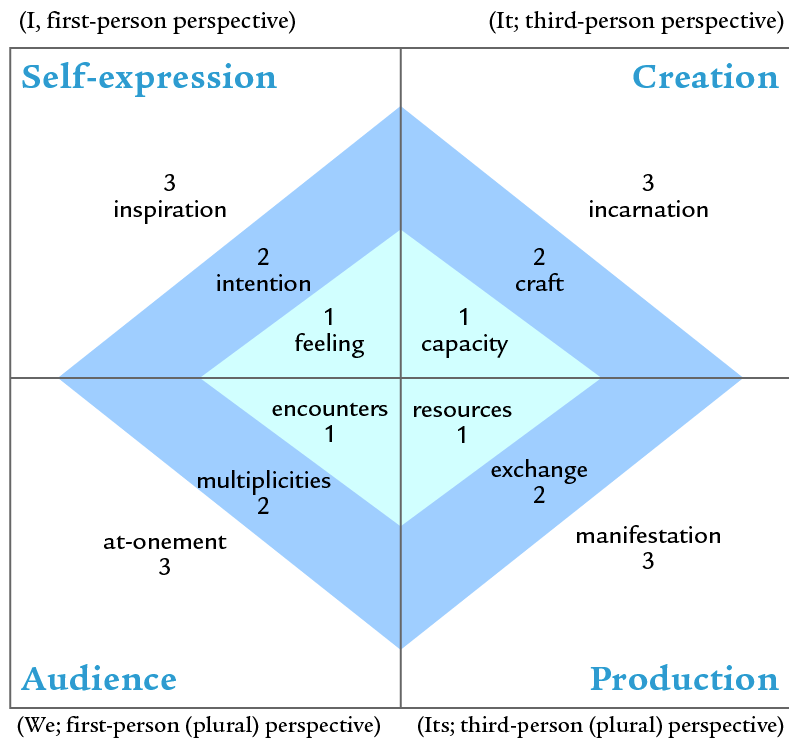 (I, first-person perspective)
(It; third-person perspective)
Self-expression
Creation
3
inspiration
3
incarnation
2
intention
2
craft
1
feeling
1
capacity
encounters
1
resources
1
multiplicities
2
exchange
2
at-onement
3
manifestation
3
Audience
Production
(We; first-person (plural) perspective)
(Its; third-person (plural) perspective)